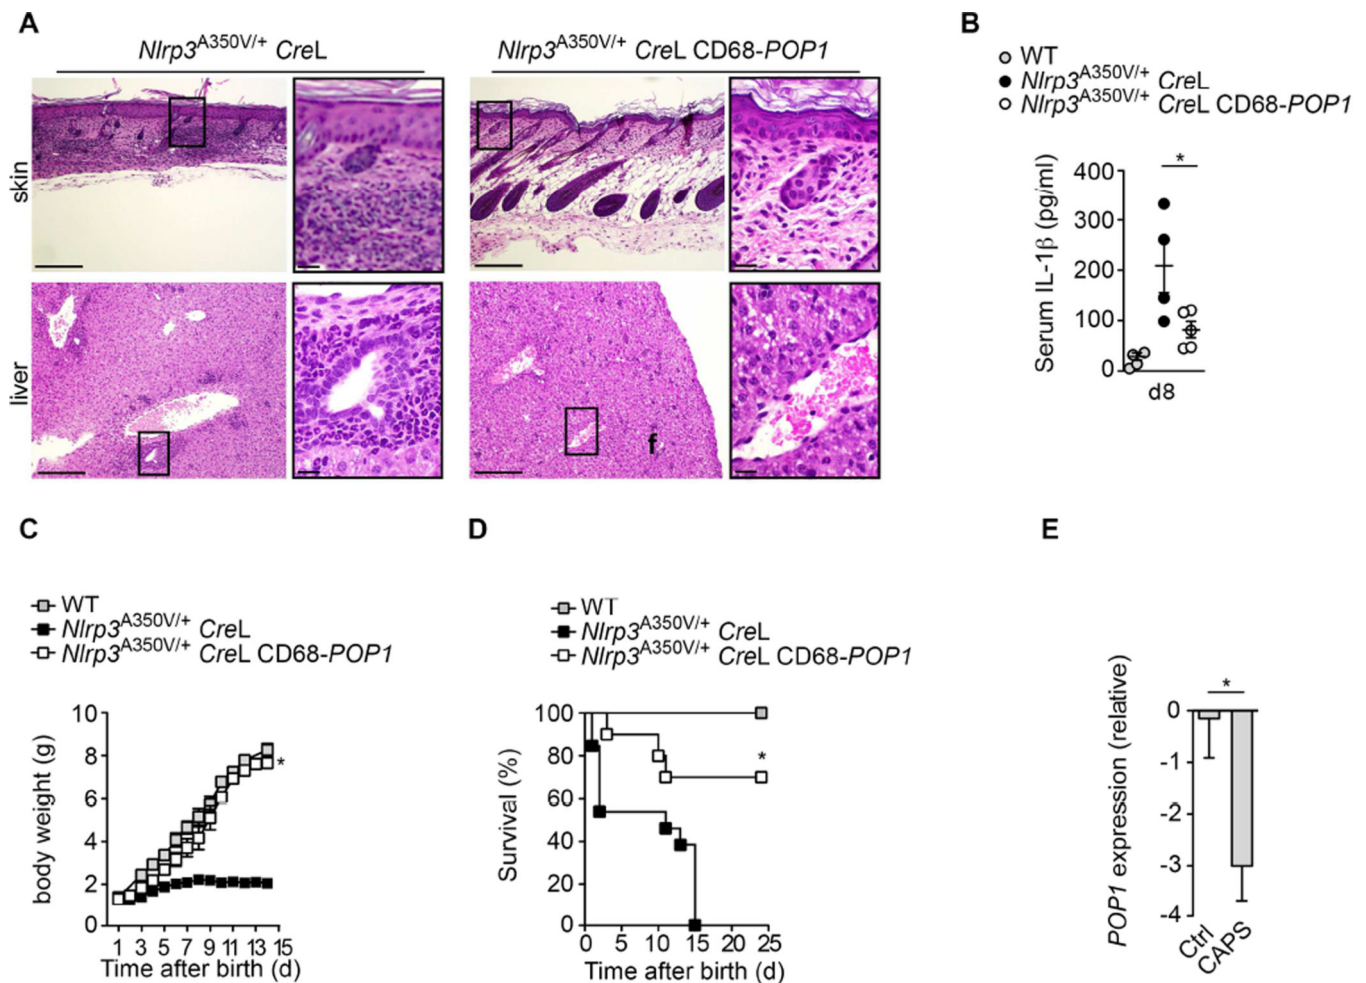 A
Nlrp3A350V/+ CreL
Nlrp3A350V/+ CreL CD68-POP1
skin
liver
f
B
WT
Nlrp3A350V/+ CreL
Nlrp3A350V/+ CreL CD68-POP1
*
Serum IL-1β (pg/ml)
400
300
200
100
0
d8
C
WT
Nlrp3A350V/+ CreL
Nlrp3A350V/+ CreL CD68-POP1
body weight (g)
10
8
6
4
2
0
*
1 3 5 7 9 11 13 15
Time after birth (d)
D
WT
Nlrp3A350V/+ CreL
Nlrp3A350V/+ CreL CD68-POP1
Survival (%)
100
80
60
40
20
0
*
0 5 10 15 20 25
Time after birth (d)
E
POP1 expression (relative)
*
0
-1
-2
-3
-4
Ctrl
CAPS